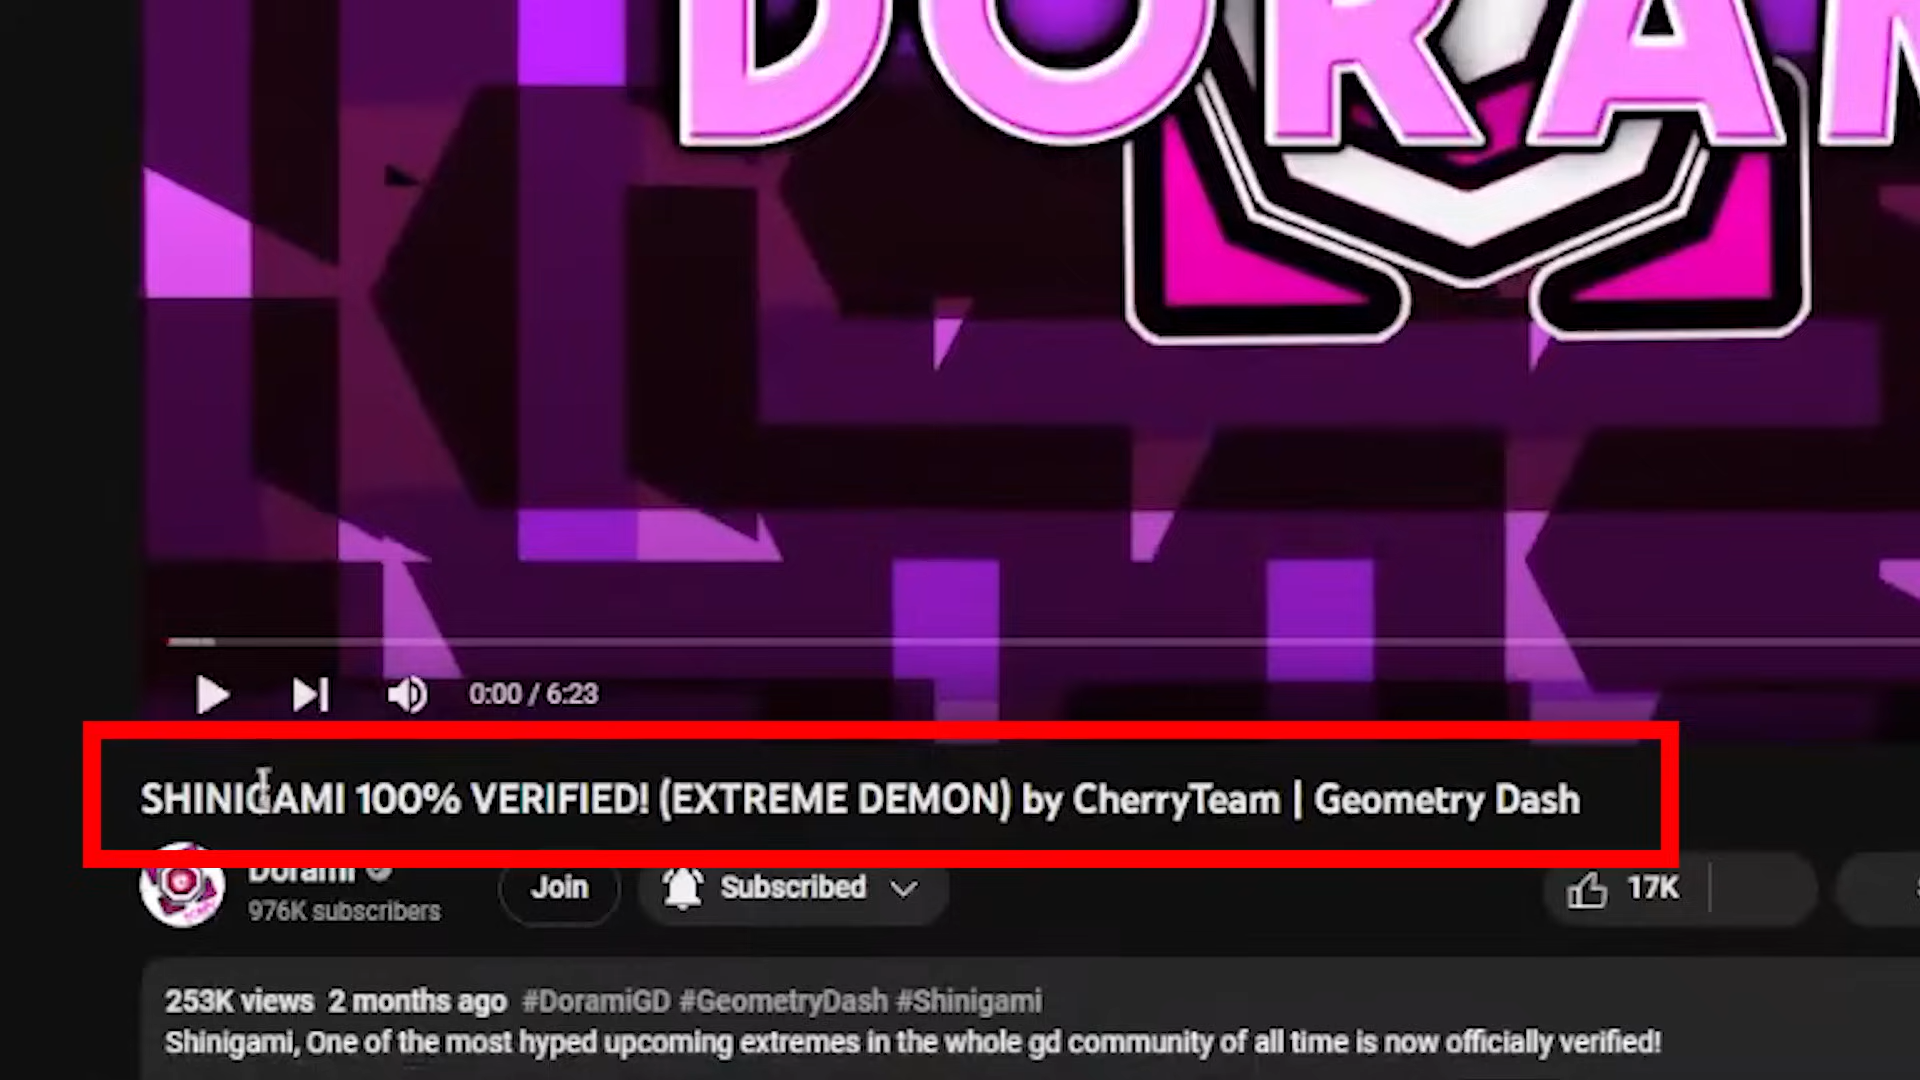 DORAM
0:00 / 6:23
SHINIGAMI 100% VERIFIED! (EXTREME DEMON) by CherryTeam | Geometry Dash
Dorami
976K subscribers
Join
Subscribed
17K
253K views 2 months ago #DoramiGD #GeometryDash #Shinigami
Shinigami, One of the most hyped upcoming extremes in the whole gd community of all time is now officially verified!